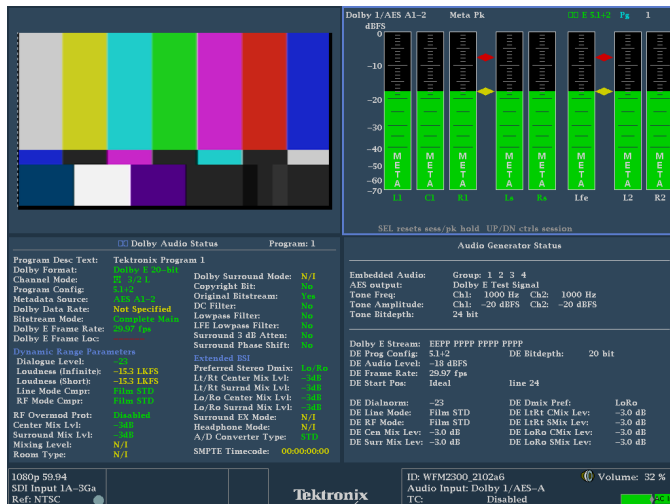 Dolby 1/AES A1-2 Meta Pk E 5.1+2 Pg 1
dBFS
0
-10
-20
-30
-40
-50
-60
-70
META META META META META META META META
L1 C1 R1 Ls Rs Lfe L2 R2
SEL resets sess/pk hold UP/DN ctrls session
Dolby Audio Status Program: 1
Program Desc Text: Tektronix Program 1
Dolby Format: Dolby E 20-bit
Channel Mode: 3/2 L
Program Config: 5.1+2
Metadata Source: AES A1-2
Dolby Data Rate: Not Specified
Bitstream Mode: Complete Main
Dolby E Frame Rate: 29.97 fps
Dolby E Frame Loc:
Dynamic Range Parameters
Dialogue Level: -23
Loudness (Infinite): -15.3 LKFS
Loudness (Short): -15.3 LKFS
Line Mode Cmpr: Film STD
RF Mode Cmpr: Film STD
RF Overmod Prot: Disabled
Center Mix Lvl: -3dB
Surround Mix Lvl: -3dB
Mixing Level: N/I
Room Type: N/I
Dolby Surround Mode: N/I
Copyright Bit: No
Original Bitstream: Yes
DC Filter: No
Lowpass Filter: No
LFE Lowpass Filter: No
Surround 3 dB Atten: No
Surround Phase Shift: No
Extended BSI
Preferred Stereo Dmix: Lo/Ro
Lt/Rt Center Mix Lvl: -3dB
Lt/Rt Surrnd Mix Lvl: -3dB
Lo/Ro Center Mix Lvl: -3dB
Lo/Ro Surrnd Mix Lvl: -3dB
Surround EX Mode: N/I
Headphone Mode: N/I
A/D Converter Type: STD
SMPTE Timecode: 00:00:00:00
Audio Generator Status
Embedded Audio: Group: 1 2 3 4
AES output: Dolby E Test Signal
Tone Freq: Ch1: 1000 Hz Ch2: 1000 Hz
Tone Amplitude: Ch1: -20 dBFS Ch2: -20 dBFS
Tone Bitdepth: 24 bit
Dolby E Stream: EEPP PPPP PPPP PPPP
DE Prog Config: 5.1+2 DE Bitdepth: 20 bit
DE Audio Level: -18 dBFS
DE Frame Rate: 29.97 fps
DE Start Pos: Ideal line 24
DE Dialnorm: -23 DE Dmix Pref: LoRo
DE Line Mode: Film STD DE LtRt CMix Lev: -3.0 dB
DE RF Mode: Film STD DE LtRt SMix Lev: -3.0 dB
DE Cen Mix Lev: -3.0 dB DE LoRo CMix Lev: -3.0 dB
DE Surr Mix Lev: -3.0 dB DE LoRo SMix Lev: -3.0 dB
1080p 59.94
SDI Input 1A-3Ga
Ref: NTSC
Tektronix
ID: WFM2300_2102a6 Volume: 32 %
Audio Input: Dolby 1/AES-A
TC: Disabled